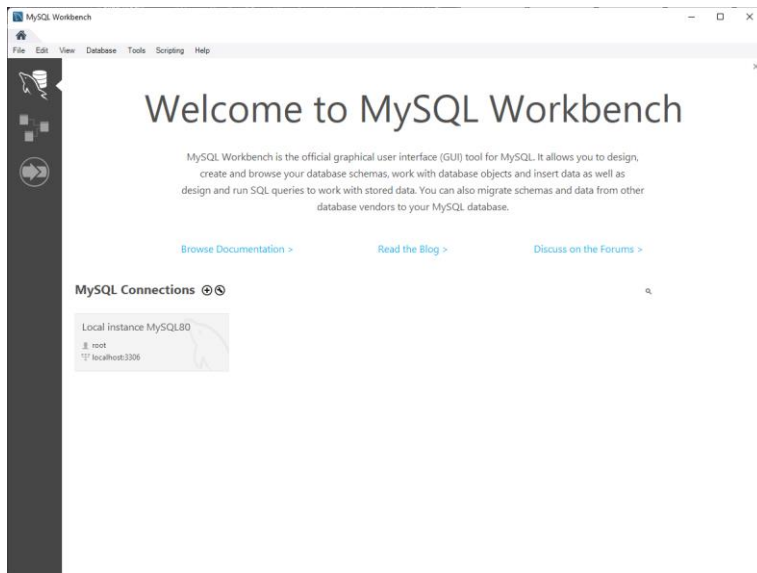 MySQL Workbench
File Edit View Database Tools Scripting Help
Welcome to MySQL Workbench
MySQL Workbench is the official graphical user interface (GUI) tool for MySQL. It allows you to design,
create and browse your database schemas, work with database objects and insert data as well as
design and run SQL queries to work with stored data. You can also migrate schemas and data from other
database vendors to your MySQL database.
Browse Documentation > Read the Blog > Discuss on the Forums >
MySQL Connections
Local instance MySQL80
root
localhost:3306